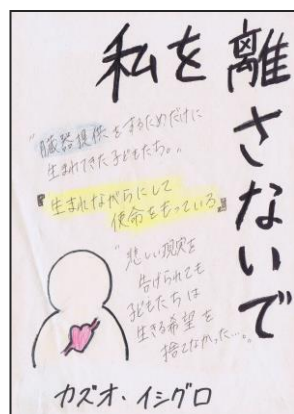 私を離さないで
"臓器提供をするためだけに
生まれてきた子どもたち。"
『生まれながらにして
使命をもっている』
"悲しい現実を
告げられても
子どもたちは
生きる希望を
捨てなかった…。"
カズオ・イシグロ